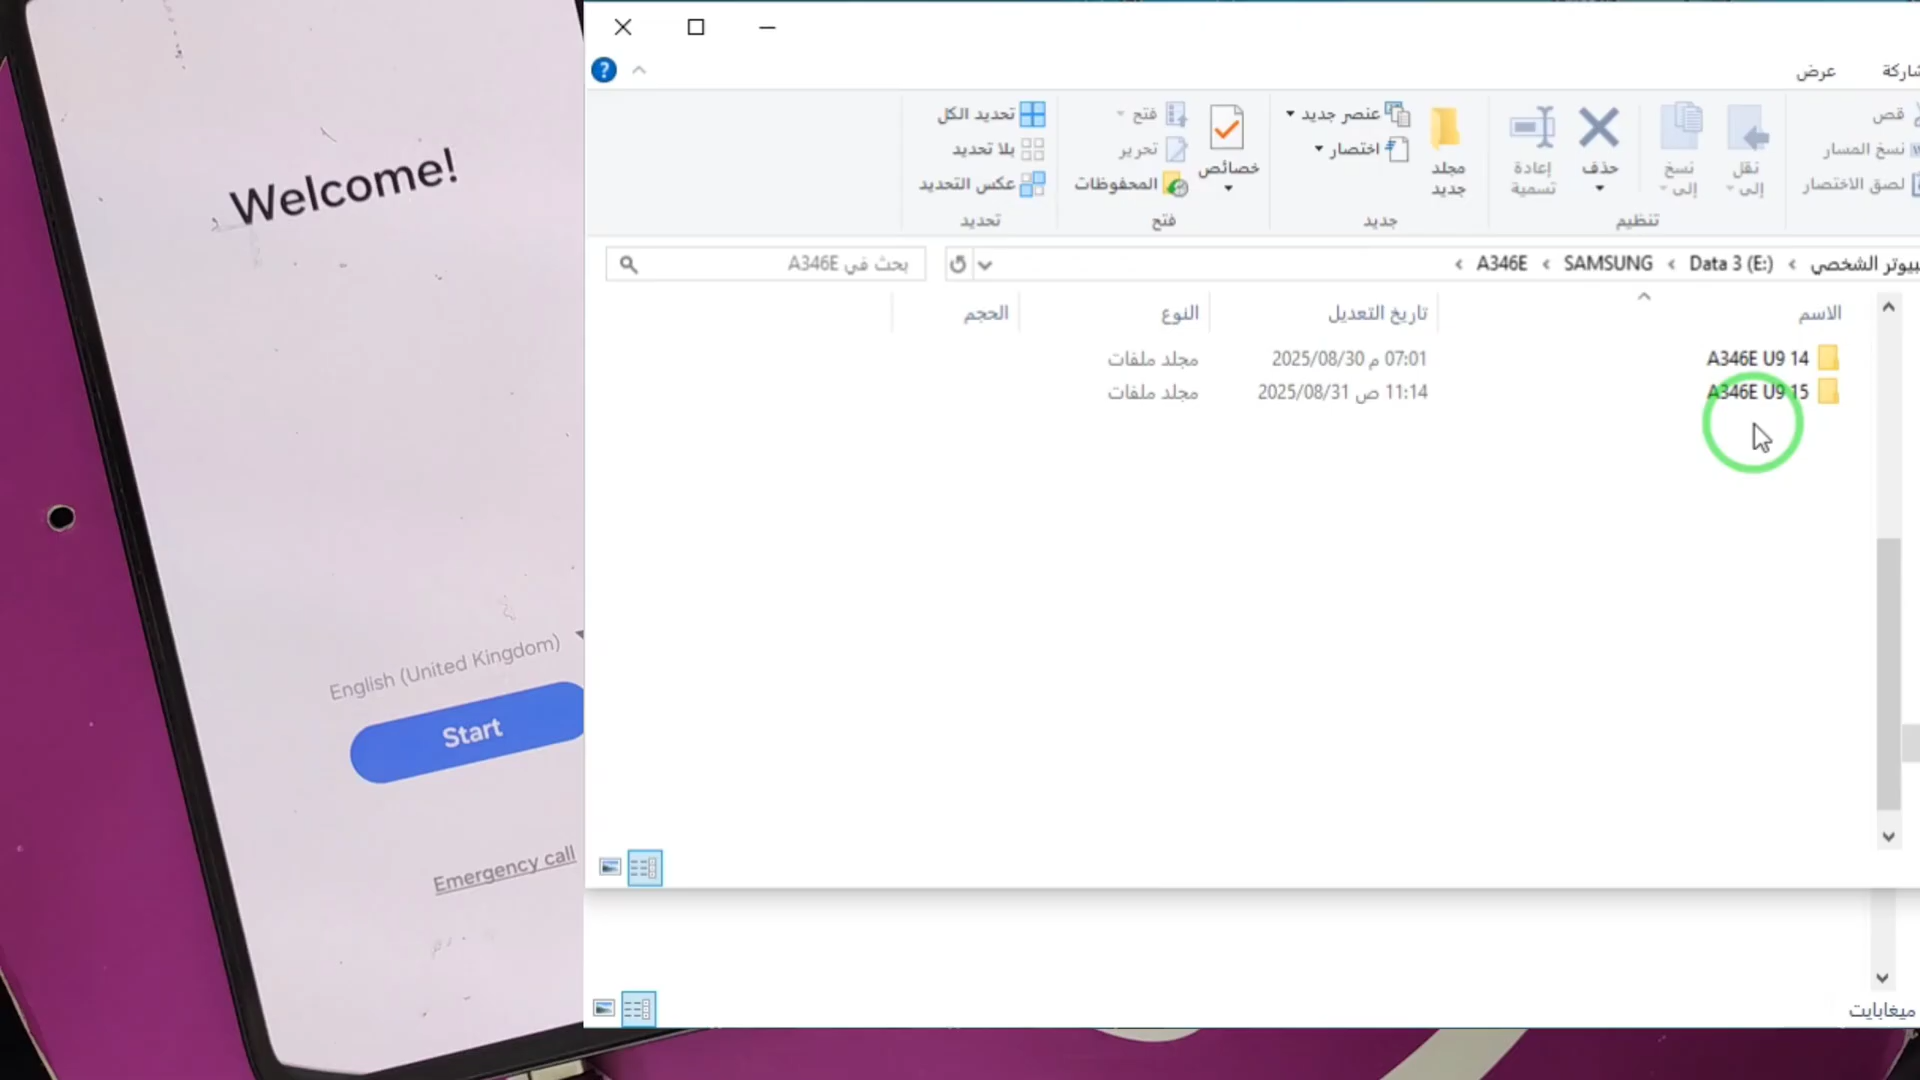 Welcome!
English (United Kingdom)
Start
Emergency call
?
عرض
قص
نسخ المسار
لصق الاختصار
نقل إلى
نسخ إلى
حذف
إعادة تسمية
تنظيم
مجلد جديد
عنصر جديد
اختصار
جديد
خصائص
فتح
تحرير
المحفوظات
فتح
تحديد الكل
بلا تحديد
عكس التحديد
تحديد
الشخصي < Data 3 (E:) < SAMSUNG < A346E <
بحث في A346E
الاسم تاريخ التعديل النوع الحجم
A346E U9 14 2025/08/30 م 07:01 مجلد ملفات
A346E U9 15 2025/08/31 ص 11:14 مجلد ملفات
ميغابايت